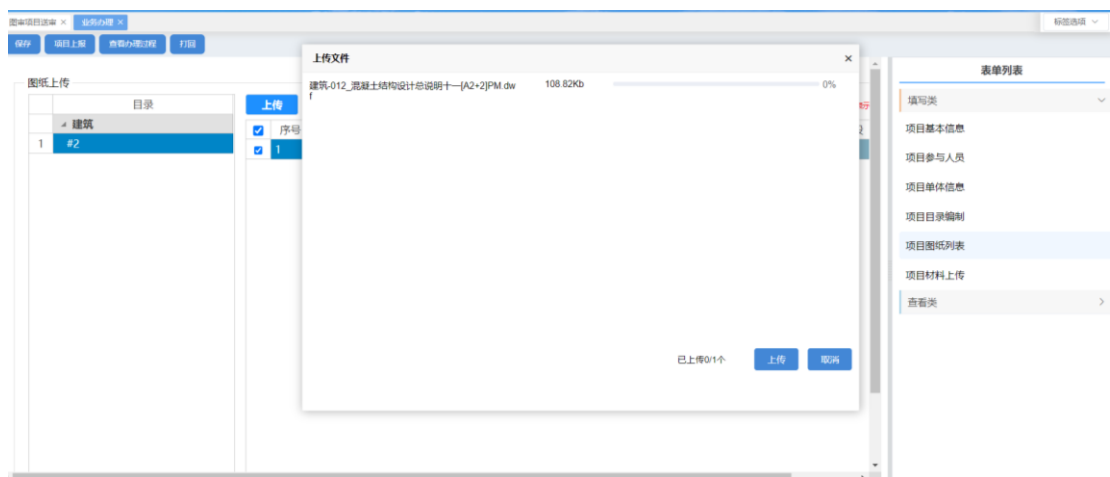 图审项目送审 ×
业务办理 ×
标签选项
保存
项目上报
查看办理过程
打回
上传文件
×
建筑-012_混凝土结构设计总说明十一[A2+2]PM.dw
f
108.82Kb
0%
已上传0/1个
上传
取消
图纸上传
目录
建筑
1
#2
上传
序号
1
表单列表
填写类
项目基本信息
项目参与人员
项目单体信息
项目目录编制
项目图纸列表
项目材料上传
查看类